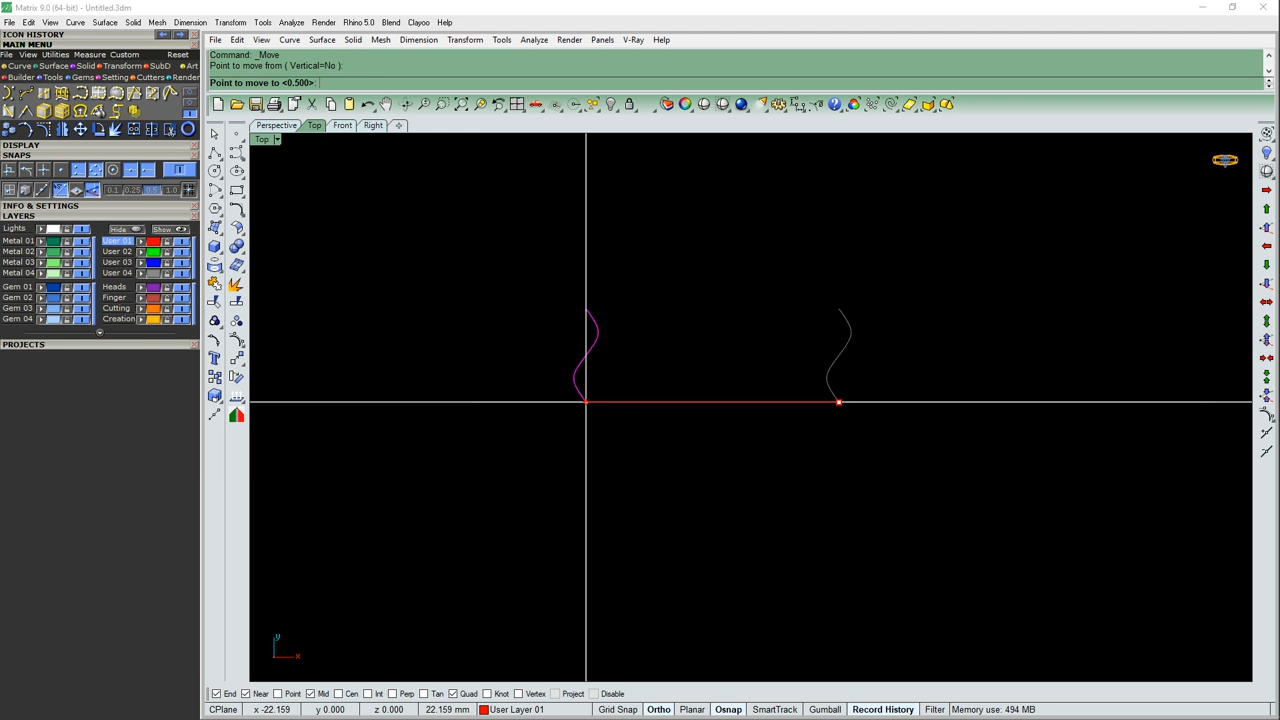 Matrix 9.0 (64-bit) - Untitled.3dm
File Edit View Curve Surface Solid Mesh Dimension Transform Tools Analyze Render Rhino 5.0 Blend Clayoo Help
ICON HISTORY
MAIN MENU
File View Utilities Measure Custom Reset
Curve Surface Solid Transform SubD Art
Builder Tools Gems Setting Cutters Render
File Edit View Curve Surface Solid Mesh Dimension Transform Tools Analyze Render Panels V-Ray Help
Command: _Move
Point to move from ( Vertical=No ):
Point to move to <0.500>:
Perspective Top Front Right
Top
DISPLAY
SNAPS
0.1 0.25 0.5 1.0
INFO & SETTINGS
LAYERS
Lights Hide Show
Metal 01 User 01
Metal 02 User 02
Metal 03 User 03
Metal 04 User 04
Gem 01 Heads
Gem 02 Finger
Gem 03 Cutting
Gem 04 Creation
PROJECTS
y
x
End Near Point Mid Cen Int Perp Tan Quad Knot Vertex Project Disable
CPlane x -22.159 y 0.000 z 0.000 22.159 mm User Layer 01 Grid Snap Ortho Planar Osnap SmartTrack Gumball Record History Filter Memory use: 494 MB